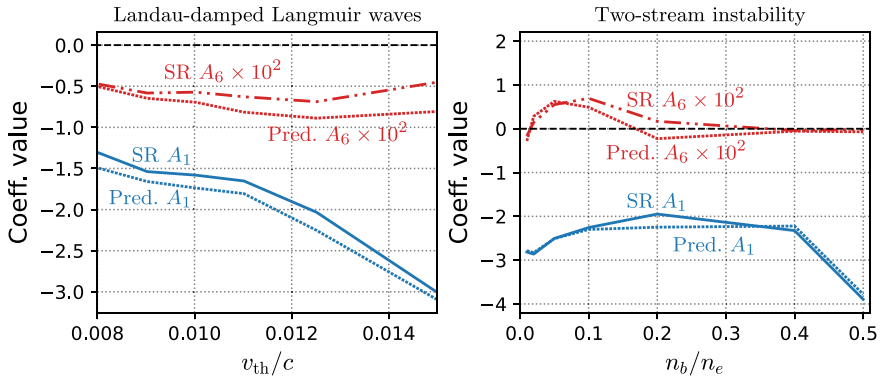 Landau-damped Langmuir waves
0.0
−0.5
−1.0
−1.5
−2.0
−2.5
−3.0
Coeff. value
SR A₆ × 10²
Pred. A₆ × 10²
SR A₁
Pred. A₁
0.008
0.010
0.012
0.014
v_th/c
Two-stream instability
2
1
0
−1
−2
−3
−4
Coeff. value
SR A₆ × 10²
Pred. A₆ × 10²
SR A₁
Pred. A₁
0.0
0.1
0.2
0.3
0.4
0.5
n_b/n_e